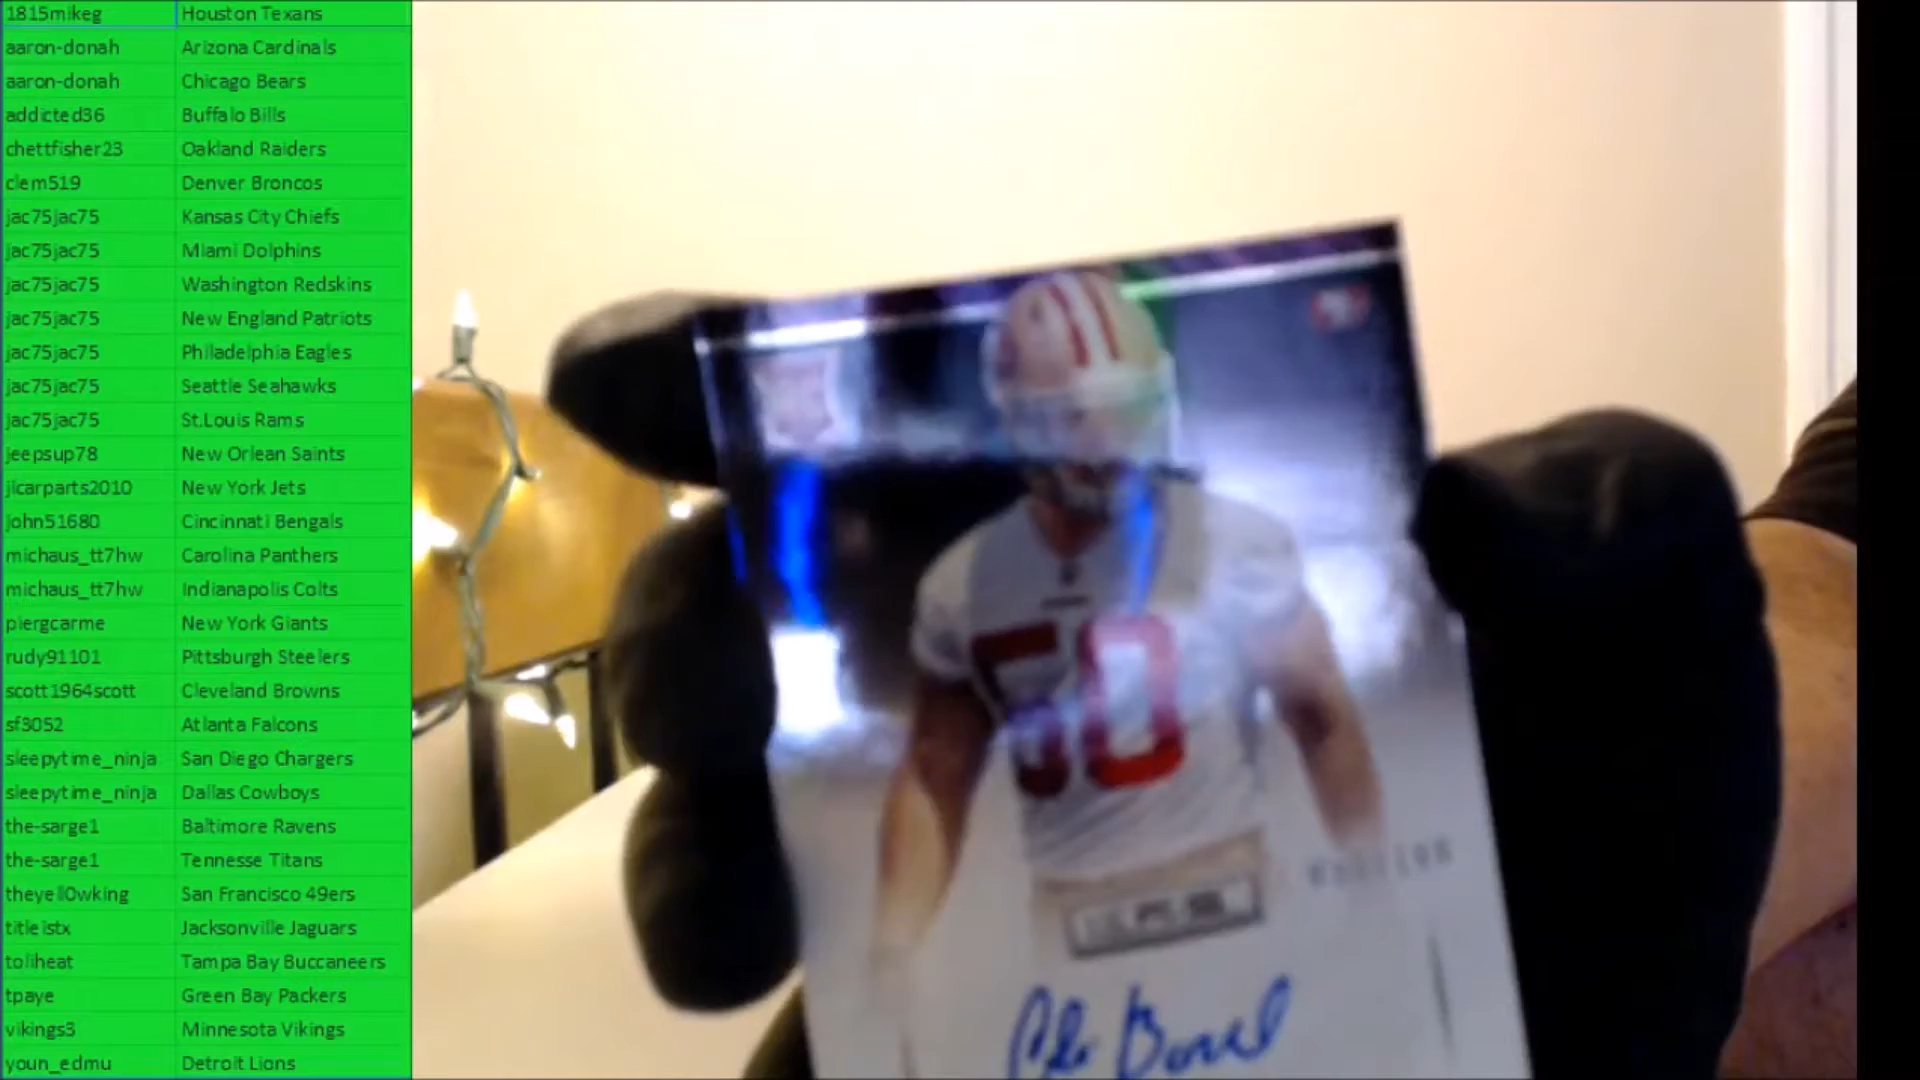 1815mikeg Houston Texans
aaron-donah Arizona Cardinals
aaron-donah Chicago Bears
addicted36 Buffalo Bills
chettfisher23 Oakland Raiders
clem519 Denver Broncos
jac75jac75 Kansas City Chiefs
jac75jac75 Miami Dolphins
jac75jac75 Washington Redskins
jac75jac75 New England Patriots
jac75jac75 Philadelphia Eagles
jac75jac75 Seattle Seahawks
jac75jac75 St.Louis Rams
jeepsup78 New Orlean Saints
jlcarparts2010 New York Jets
john51680 Cincinnati Bengals
michaus_tt7hw Carolina Panthers
michaus_tt7hw Indianapolis Colts
piergcarme New York Giants
rudy91101 Pittsburgh Steelers
scott1964scott Cleveland Browns
sf3052 Atlanta Falcons
sleepytime_ninja San Diego Chargers
sleepytime_ninja Dallas Cowboys
the-sarge1 Baltimore Ravens
the-sarge1 Tennesse Titans
theyell0wking San Francisco 49ers
titleistx Jacksonville Jaguars
toliheat Tampa Bay Buccaneers
tpaye Green Bay Packers
vikings3 Minnesota Vikings
youn_edmu Detroit Lions
50